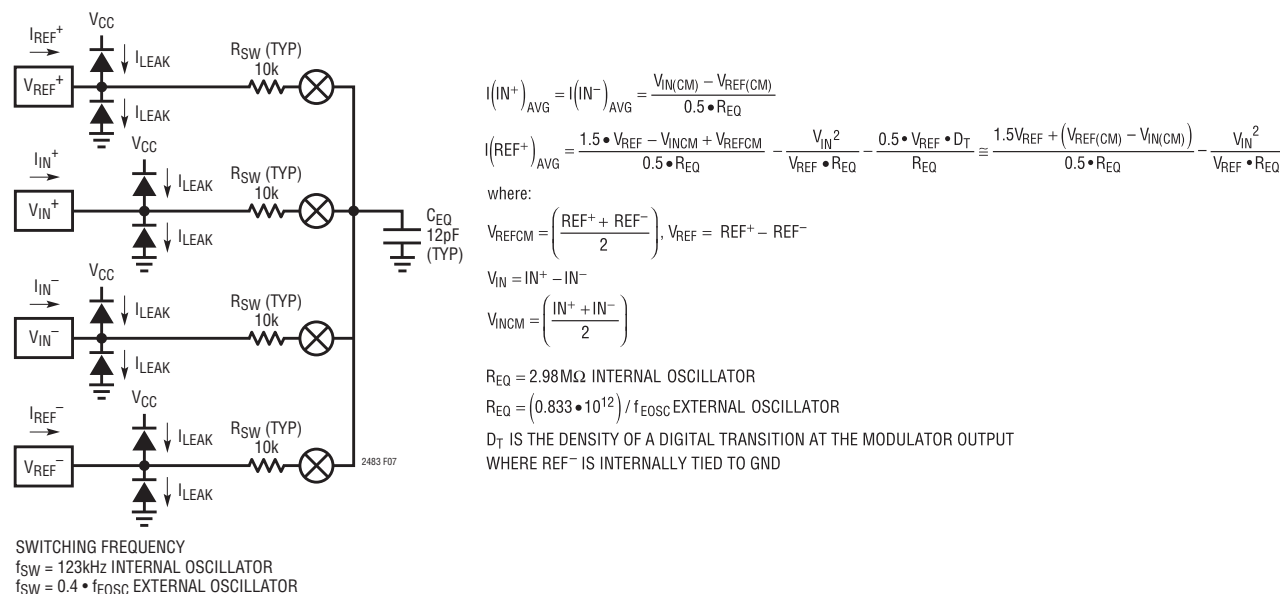 IREF+
VCC
ILEAK
RSW (TYP)
10k
VREF+
ILEAK
IIN+
VCC
ILEAK
RSW (TYP)
10k
VIN+
ILEAK
CEQ
12pF
(TYP)
IIN−
VCC
ILEAK
RSW (TYP)
10k
VIN−
ILEAK
IREF−
VCC
ILEAK
RSW (TYP)
10k
VREF−
ILEAK
2483 F07
SWITCHING FREQUENCY
fSW = 123kHz INTERNAL OSCILLATOR
fSW = 0.4 • fEOSC EXTERNAL OSCILLATOR
I(IN+)AVG = I(IN−)AVG = (VIN(CM) − VREF(CM)) / (0.5 • REQ)
I(REF+)AVG = (1.5 • VREF − VINCM + VREFCM) / (0.5 • REQ) − VIN² / (VREF • REQ) − (0.5 • VREF • DT) / REQ ≅ (1.5VREF + (VREF(CM) − VIN(CM))) / (0.5 • REQ) − VIN² / (VREF • REQ)
where:
VREFCM = ((REF+ + REF−) / 2), VREF = REF+ − REF−
VIN = IN+ − IN−
VINCM = ((IN+ + IN−) / 2)
REQ = 2.98MΩ INTERNAL OSCILLATOR
REQ = (0.833 • 10¹²) / fEOSC EXTERNAL OSCILLATOR
DT IS THE DENSITY OF A DIGITAL TRANSITION AT THE MODULATOR OUTPUT
WHERE REF− IS INTERNALLY TIED TO GND